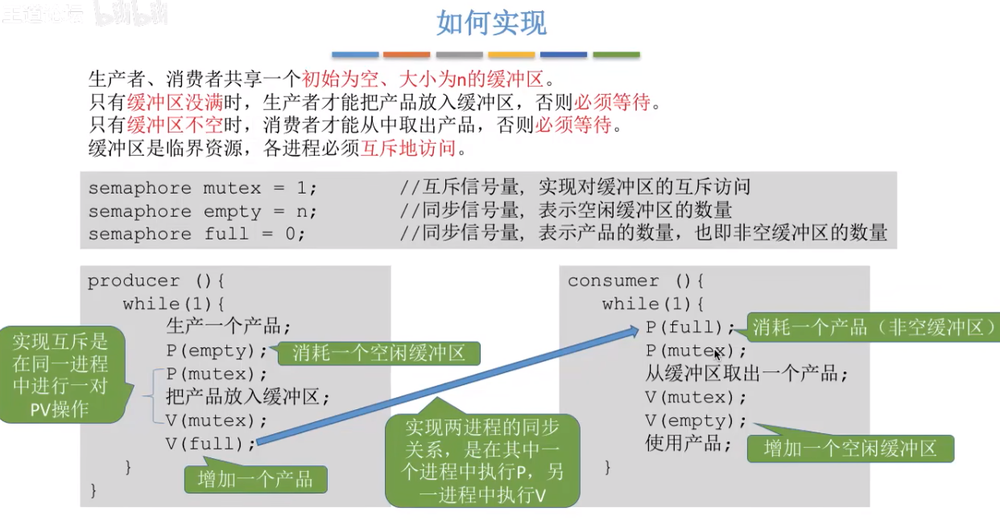 王道论坛 bilibili
如何实现
生产者、消费者共享一个初始为空、大小为n的缓冲区。
只有缓冲区没满时，生产者才能把产品放入缓冲区，否则必须等待。
只有缓冲区不空时，消费者才能从中取出产品，否则必须等待。
缓冲区是临界资源，各进程必须互斥地访问。
semaphore mutex = 1; //互斥信号量, 实现对缓冲区的互斥访问
semaphore empty = n; //同步信号量, 表示空闲缓冲区的数量
semaphore full = 0; //同步信号量, 表示产品的数量，也即非空缓冲区的数量
producer (){
while(1){
生产一个产品;
P(empty);
P(mutex);
把产品放入缓冲区;
V(mutex);
V(full);
}
}
实现互斥是
在同一进程
中进行一对
PV操作
消耗一个空闲缓冲区
增加一个产品
实现两进程的同步
关系，是在其中一
个进程中执行P，另
一进程中执行V
consumer (){
while(1){
P(full);
P(mutex);
从缓冲区取出一个产品;
V(mutex);
V(empty);
使用产品;
}
消耗一个产品（非空缓冲区）
增加一个空闲缓冲区